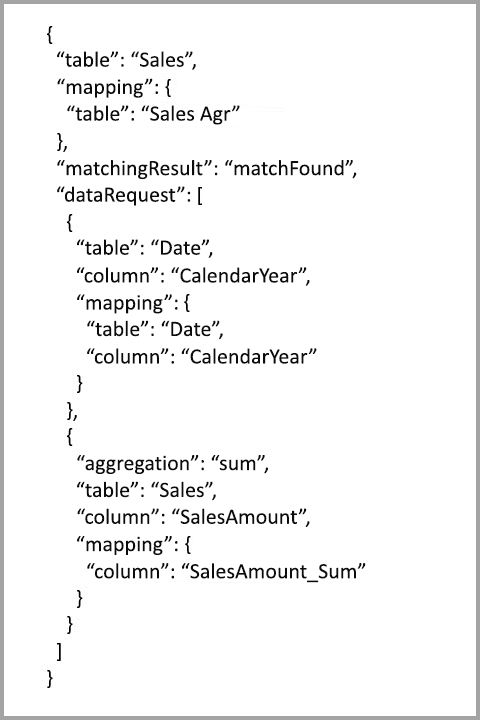 {
“table”: “Sales”,
“mapping”: {
“table”: “Sales Agr”
},
“matchingResult”: “matchFound”,
“dataRequest”: [
{
“table”: “Date”,
“column”: “CalendarYear”,
“mapping”: {
“table”: “Date”,
“column”: “CalendarYear”
}
},
{
“aggregation”: “sum”,
“table”: “Sales”,
“column”: “SalesAmount”,
“mapping”: {
“column”: “SalesAmount_Sum”
}
}
]
}